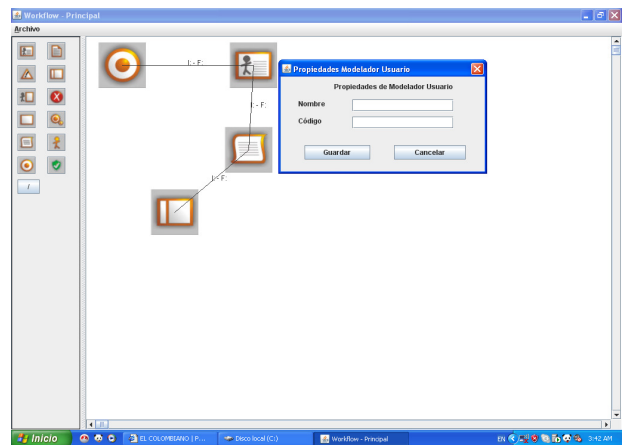 Workflow - Principal
Archivo
I: - F:
Propiedades Modelador Usuario
Propiedades de Modelador Usuario
I: - F:
Nombre
Código
Guardar
Cancelar
I: - F:
/
Inicio
EL COLOMBIANO | P...
Disco local (C:)
Workflow - Principal
EN
3:42 AM